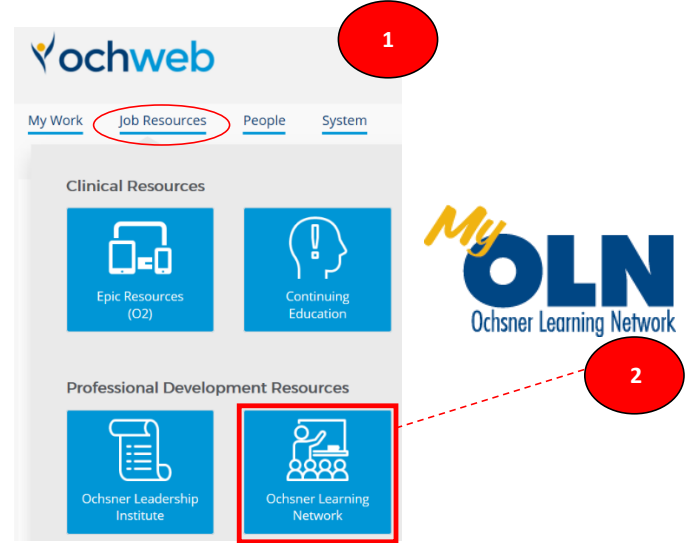 1
ochweb
My Work Job Resources People System
Clinical Resources
Epic Resources
(O2)
Continuing
Education
My
OLN
Ochsner Learning Network
2
Professional Development Resources
Ochsner Leadership
Institute
Ochsner Learning
Network